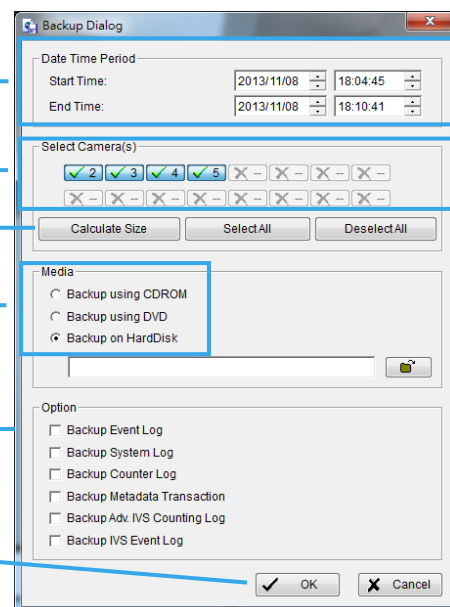 Backup Dialog
Date Time Period
Start Time: 2013/11/08 18:04:45
End Time: 2013/11/08 18:10:41
Select Camera(s)
2 3 4 5 - - - -
- - - - - - - -
Calculate Size Select All Deselect All
Media
Backup using CDROM
Backup using DVD
Backup on HardDisk
Option
Backup Event Log
Backup System Log
Backup Counter Log
Backup Metadata Transaction
Backup Adv. IVS Counting Log
Backup IVS Event Log
OK Cancel